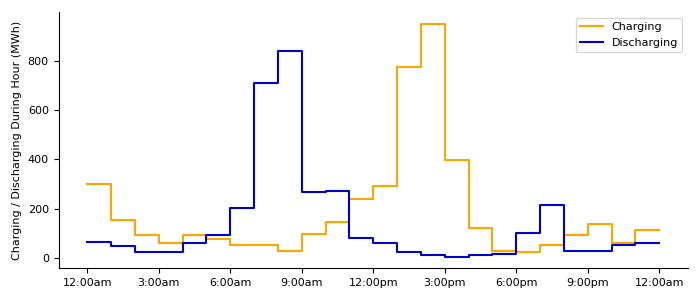 Charging / Discharging During Hour (MWh)
800
600
400
200
0
12:00am 3:00am 6:00am 9:00am 12:00pm 3:00pm 6:00pm 9:00pm 12:00am
Charging
Discharging